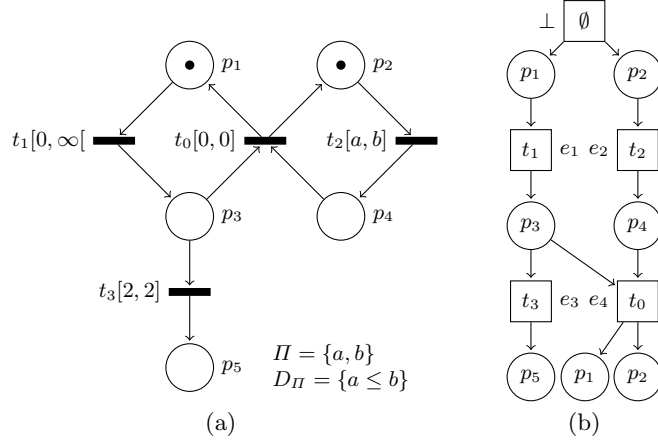 ⊥ ∅
p₁ p₂ p₁ p₂
t₁[0, ∞[ t₀[0, 0] t₂[a, b] t₁ e₁ e₂ t₂
p₃ p₄ p₃ p₄
t₃[2, 2] t₃ e₃ e₄ t₀
p₅ Π = {a, b} p₅ p₁ p₂
D_Π = {a ≤ b}
(a) (b)